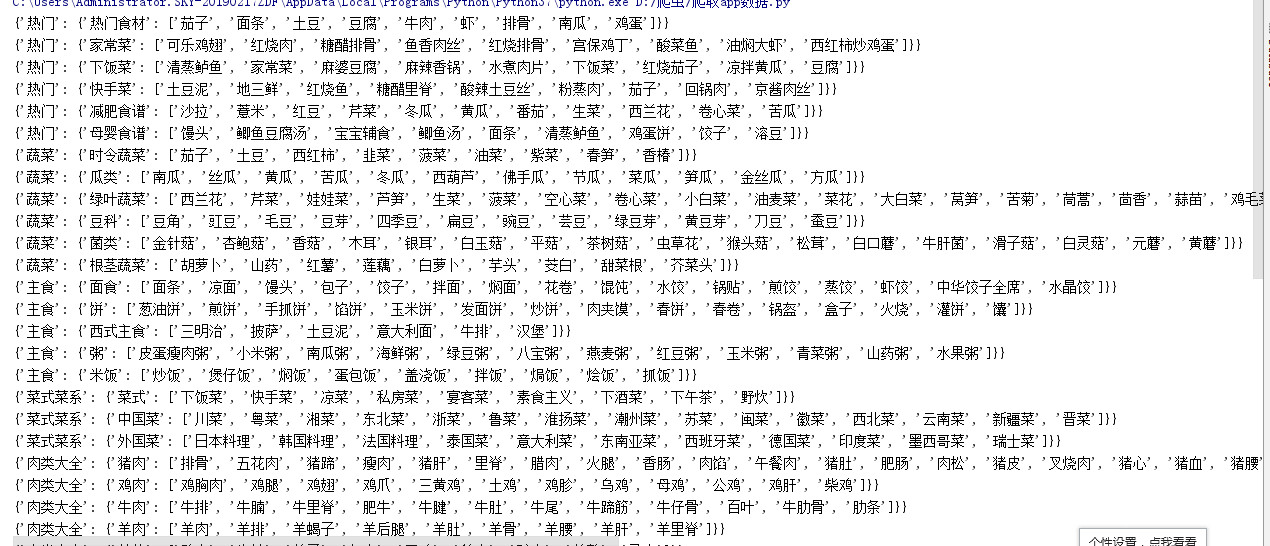 C:\Users\Administrator.SKY-20190217ZDF\AppData\Local\Programs\Python\Python37\python.exe D:/爬虫/爬取app数据.py
{'热门': {'热门食材': ['茄子', '面条', '土豆', '豆腐', '牛肉', '虾', '排骨', '南瓜', '鸡蛋']}}
{'热门': {'家常菜': ['可乐鸡翅', '红烧肉', '糖醋排骨', '鱼香肉丝', '红烧排骨', '宫保鸡丁', '酸菜鱼', '油焖大虾', '西红柿炒鸡蛋']}}
{'热门': {'下饭菜': ['清蒸鲈鱼', '家常菜', '麻婆豆腐', '麻辣香锅', '水煮肉片', '下饭菜', '红烧茄子', '凉拌黄瓜', '豆腐']}}
{'热门': {'快手菜': ['土豆泥', '地三鲜', '红烧鱼', '糖醋里脊', '酸辣土豆丝', '粉蒸肉', '茄子', '回锅肉', '京酱肉丝']}}
{'热门': {'减肥食谱': ['沙拉', '薏米', '红豆', '芹菜', '冬瓜', '黄瓜', '番茄', '生菜', '西兰花', '卷心菜', '苦瓜']}}
{'热门': {'母婴食谱': ['馒头', '鲫鱼豆腐汤', '宝宝辅食', '鲫鱼汤', '面条', '清蒸鲈鱼', '鸡蛋饼', '饺子', '溶豆']}}
{'蔬菜': {'时令蔬菜': ['茄子', '土豆', '西红柿', '韭菜', '菠菜', '油菜', '紫菜', '春笋', '香椿']}}
{'蔬菜': {'瓜类': ['南瓜', '丝瓜', '黄瓜', '苦瓜', '冬瓜', '西葫芦', '佛手瓜', '节瓜', '菜瓜', '笋瓜', '金丝瓜', '方瓜']}}
{'蔬菜': {'绿叶蔬菜': ['西兰花', '芹菜', '娃娃菜', '芦笋', '生菜', '菠菜', '空心菜', '卷心菜', '小白菜', '油麦菜', '菜花', '大白菜', '莴笋', '苦菊', '茼蒿', '茴香', '蒜苗', '鸡毛菜
{'蔬菜': {'豆科': ['豆角', '豇豆', '毛豆', '豆芽', '四季豆', '扁豆', '豌豆', '芸豆', '绿豆芽', '黄豆芽', '刀豆', '蚕豆']}}
{'蔬菜': {'菌类': ['金针菇', '杏鲍菇', '香菇', '木耳', '银耳', '白玉菇', '平菇', '茶树菇', '虫草花', '猴头菇', '松茸', '白口蘑', '牛肝菌', '滑子菇', '白灵菇', '元蘑', '黄蘑']}}
{'蔬菜': {'根茎蔬菜': ['胡萝卜', '山药', '红薯', '莲藕', '白萝卜', '芋头', '茭白', '甜菜根', '芥菜头']}}
{'主食': {'面食': ['面条', '凉面', '馒头', '包子', '饺子', '拌面', '焖面', '花卷', '馄饨', '水饺', '锅贴', '煎饺', '蒸饺', '虾饺', '中华饺子全席', '水晶饺']}}
{'主食': {'饼': ['葱油饼', '煎饼', '手抓饼', '馅饼', '玉米饼', '发面饼', '炒饼', '肉夹馍', '春饼', '春卷', '锅盔', '盒子', '火烧', '灌饼', '馕']}}
{'主食': {'西式主食': ['三明治', '披萨', '土豆泥', '意大利面', '牛排', '汉堡']}}
{'主食': {'粥': ['皮蛋瘦肉粥', '小米粥', '南瓜粥', '海鲜粥', '绿豆粥', '八宝粥', '燕麦粥', '红豆粥', '玉米粥', '青菜粥', '山药粥', '水果粥']}}
{'主食': {'米饭': ['炒饭', '煲仔饭', '焖饭', '蛋包饭', '盖浇饭', '拌饭', '焗饭', '烩饭', '抓饭']}}
{'菜式菜系': {'菜式': ['下饭菜', '快手菜', '凉菜', '私房菜', '宴客菜', '素食主义', '下酒菜', '下午茶', '野炊']}}
{'菜式菜系': {'中国菜': ['川菜', '粤菜', '湘菜', '东北菜', '浙菜', '鲁菜', '淮扬菜', '潮州菜', '苏菜', '闽菜', '徽菜', '西北菜', '云南菜', '新疆菜', '晋菜']}}
{'菜式菜系': {'外国菜': ['日本料理', '韩国料理', '法国料理', '泰国菜', '意大利菜', '东南亚菜', '西班牙菜', '德国菜', '印度菜', '墨西哥菜', '瑞士菜']}}
{'肉类大全': {'猪肉': ['排骨', '五花肉', '猪蹄', '瘦肉', '猪肝', '里脊', '腊肉', '火腿', '香肠', '肉馅', '午餐肉', '猪肚', '肥肠', '肉松', '猪皮', '叉烧肉', '猪心', '猪血', '猪腰'
{'肉类大全': {'鸡肉': ['鸡胸肉', '鸡腿', '鸡翅', '鸡爪', '三黄鸡', '土鸡', '鸡胗', '乌鸡', '母鸡', '公鸡', '鸡肝', '柴鸡']}}
{'肉类大全': {'牛肉': ['牛排', '牛腩', '牛里脊', '肥牛', '牛腱', '牛肚', '牛尾', '牛蹄筋', '牛仔骨', '百叶', '牛肋骨', '肋条']}}
{'肉类大全': {'羊肉': ['羊肉', '羊排', '羊蝎子', '羊后腿', '羊肚', '羊骨', '羊腰', '羊肝', '羊里脊']}}
个性设置，点我看看